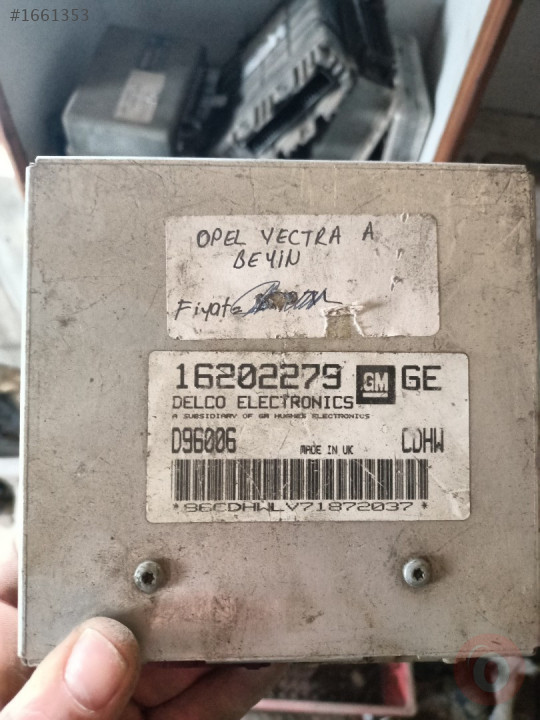 #1661353
OPEL VECTRA A
BEYİN
Fiyatı
16202279 GM GE
DELCO ELECTRONICS
A SUBSIDIARY OF GM HUGHES ELECTRONICS
D96006 MADE IN UK CDHW
*86CDHWLV71872037*